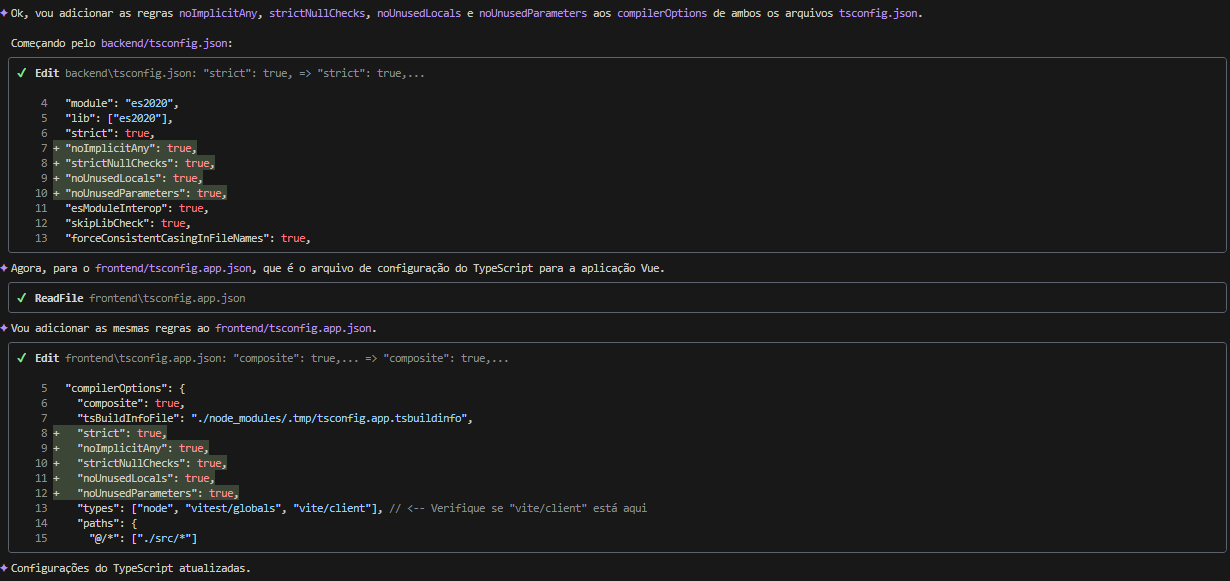 ✦Ok, vou adicionar as regras noImplicitAny, strictNullChecks, noUnusedLocals e noUnusedParameters aos compilerOptions de ambos os arquivos tsconfig.json.
Começando pelo backend/tsconfig.json:
✓ Edit backend\tsconfig.json: "strict": true, => "strict": true,...
4 "module": "es2020",
5 "lib": ["es2020"],
6 "strict": true,
7 + "noImplicitAny": true,
8 + "strictNullChecks": true,
9 + "noUnusedLocals": true,
10 + "noUnusedParameters": true,
11 "esModuleInterop": true,
12 "skipLibCheck": true,
13 "forceConsistentCasingInFileNames": true,
✦Agora, para o frontend/tsconfig.app.json, que é o arquivo de configuração do TypeScript para a aplicação Vue.
✓ ReadFile frontend\tsconfig.app.json
✦Vou adicionar as mesmas regras ao frontend/tsconfig.app.json.
✓ Edit frontend\tsconfig.app.json: "composite": true,... => "composite": true,...
5 "compilerOptions": {
6 "composite": true,
7 "tsBuildInfoFile": "./node_modules/.tmp/tsconfig.app.tsbuildinfo",
8 + "strict": true,
9 + "noImplicitAny": true,
10 + "strictNullChecks": true,
11 + "noUnusedLocals": true,
12 + "noUnusedParameters": true,
13 "types": ["node", "vitest/globals", "vite/client"], // <-- Verifique se "vite/client" está aqui
14 "paths": {
15 "@/*": ["./src/*"]
✦Configurações do TypeScript atualizadas.